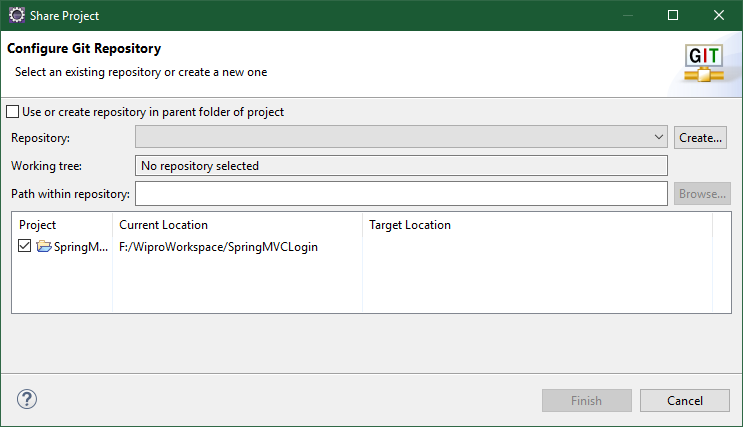 Share Project
Configure Git Repository
Select an existing repository or create a new one
GIT
Use or create repository in parent folder of project
Repository: Create...
Working tree: No repository selected
Path within repository: Browse...
Project Current Location Target Location
SpringM... F:/WiproWorkspace/SpringMVCLogin
? Finish Cancel